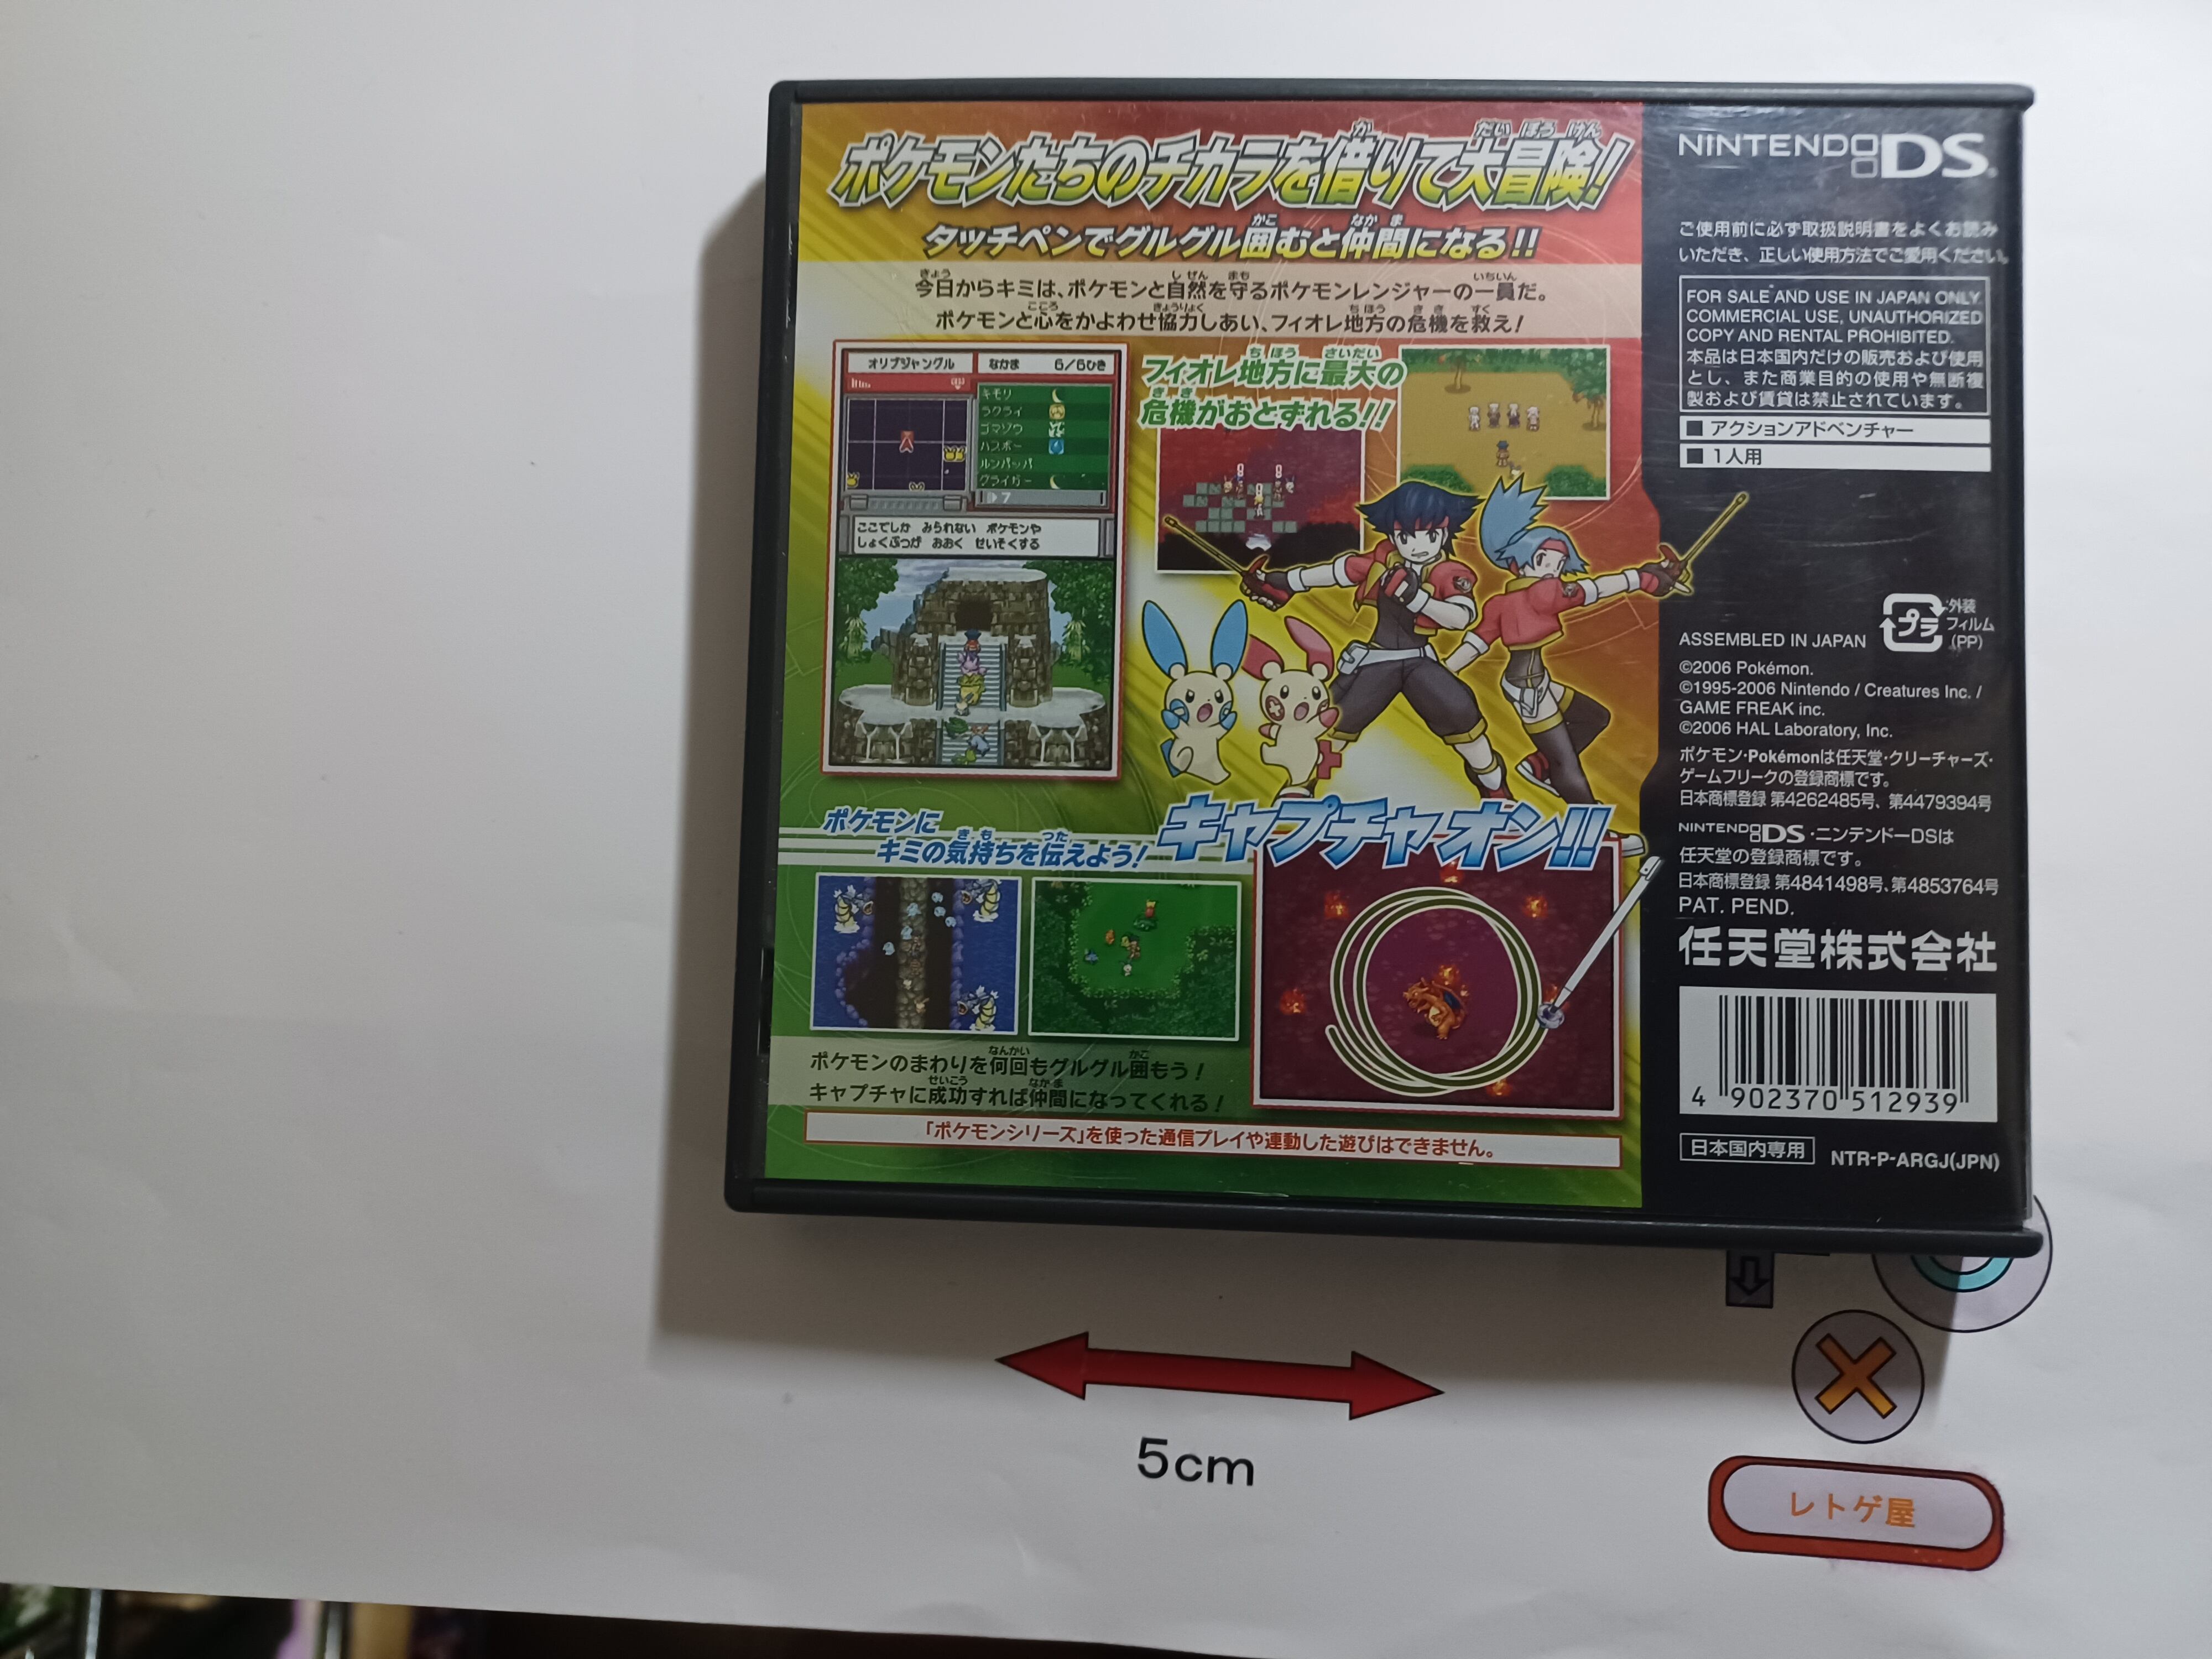 ポケモンたちのチカラを借りて大冒険!
タッチペンでグルグル囲むと仲間になる!!
今日からキミは、ポケモンと自然を守るポケモンレンジャーの一員だ。
ポケモンと心をかよわせ協力しあい、フィオレ地方の危機を救え!
オリブジャングル
なかま 6/6ひき
キモリ
ラクライ
ゴマゾウ
ハスボー
ルンパッパ
グライガー
7
ここでしか みられない ポケモンや
しょくぶつが おおく せいそくする
フィオレ地方に最大の
危機がおとずれる!!
ポケモンに
キミの気持ちを伝えよう!
キャプチャオン!!
ポケモンのまわりを何回もグルグル囲もう!
キャプチャに成功すれば仲間になってくれる!
「ポケモンシリーズ」を使った通信プレイや連動した遊びはできません。
NINTENDO DS
ご使用前に必ず取扱説明書をよくお読み
いただき、正しい使用方法でご愛用ください。
FOR SALE AND USE IN JAPAN ONLY.
COMMERCIAL USE, UNAUTHORIZED
COPY AND RENTAL PROHIBITED.
本品は日本国内だけの販売および使用
とし、また商業目的の使用や無断複
製および賃貸は禁止されています。
■ アクションアドベンチャー
■ 1人用
ASSEMBLED IN JAPAN
プラ
外装
フィルム
(PP)
©2006 Pokémon.
©1995-2006 Nintendo / Creatures Inc. /
GAME FREAK inc.
©2006 HAL Laboratory, Inc.
ポケモン・Pokémonは任天堂・クリーチャーズ・
ゲームフリークの登録商標です。
日本商標登録 第4262485号、第4479394号
NINTENDO DS・ニンテンドーDSは
任天堂の登録商標です。
日本商標登録 第4841498号、第4853764号
PAT. PEND.
任天堂株式会社
4 902370 512939
日本国内専用
NTR-P-ARGJ(JPN)
5cm
レトゲ屋